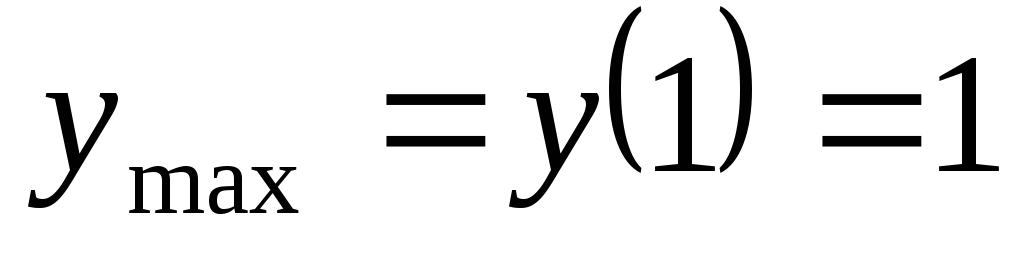 y_max = y(1) = 1